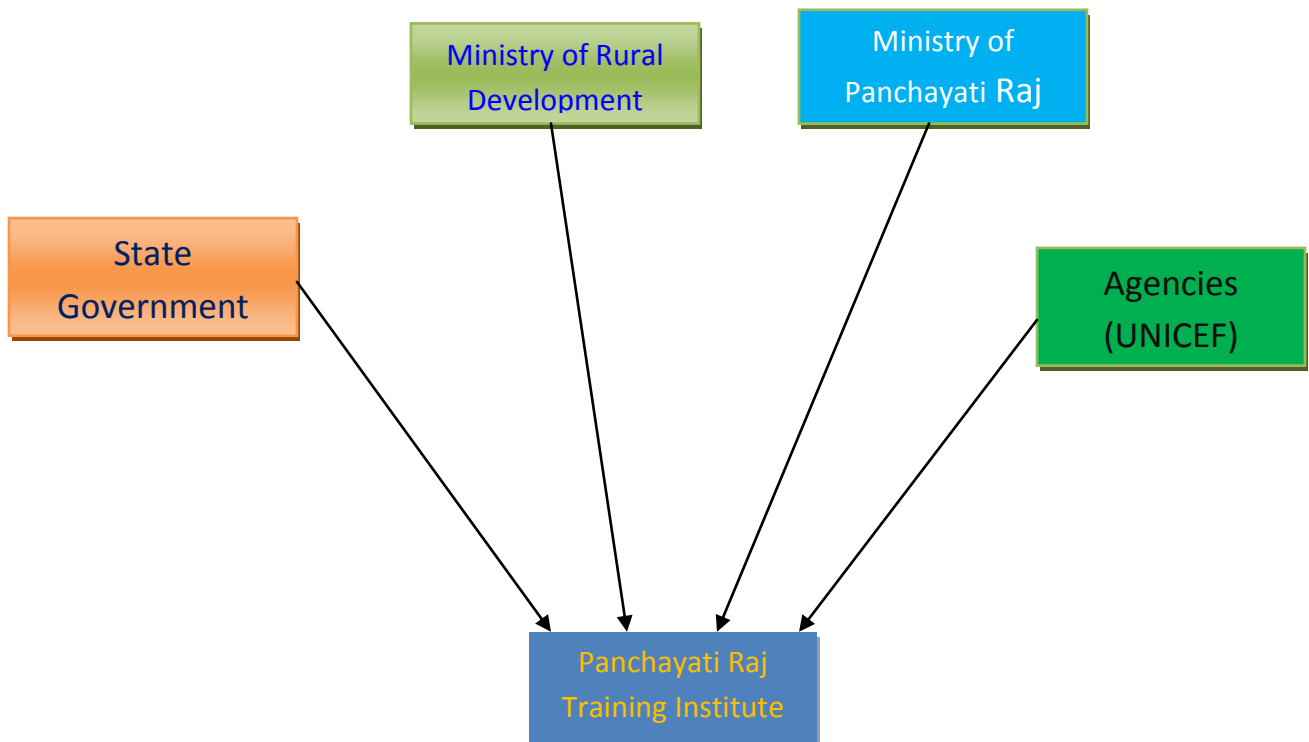 Ministry of Rural
Development
Ministry of
Panchayati Raj
State
Government
Agencies
(UNICEF)
Panchayati Raj
Training Institute